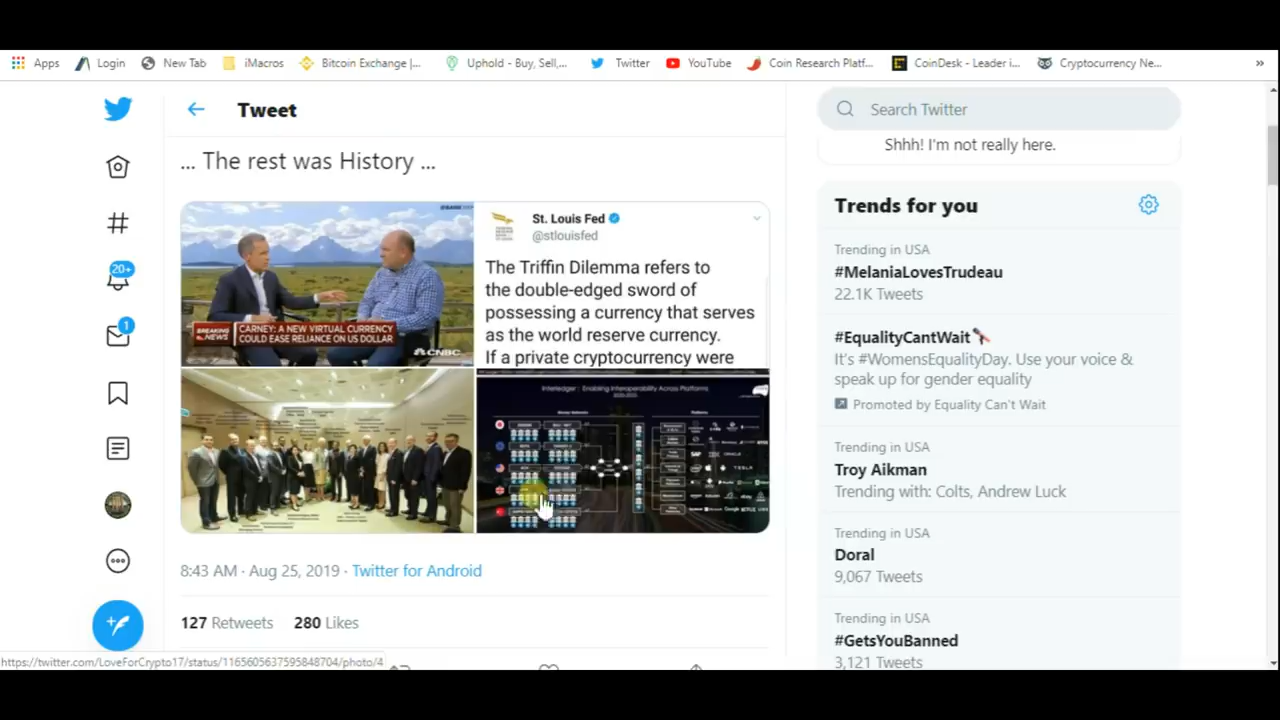 Apps
Login
New Tab
iMacros
Bitcoin Exchange |...
Uphold - Buy, Sell,...
Twitter
YouTube
Coin Research Platf...
CoinDesk - Leader i...
Cryptocurrency Ne...
»
Tweet
Search Twitter
Shhh! I'm not really here.
... The rest was History ...
BREAKING NEWS
CARNEY: A NEW VIRTUAL CURRENCY
COULD EASE RELIANCE ON US DOLLAR
CNBC
St. Louis Fed
@stlouisfed
The Triffin Dilemma refers to
the double-edged sword of
possessing a currency that serves
as the world reserve currency.
If a private cryptocurrency were
Interledger : Enabling Interoperability Across Platforms
8:43 AM · Aug 25, 2019 · Twitter for Android
127 Retweets 280 Likes
20+
1
Trends for you
Trending in USA
#MelaniaLovesTrudeau
22.1K Tweets
#EqualityCantWait
It's #WomensEqualityDay. Use your voice &
speak up for gender equality
Promoted by Equality Can't Wait
Trending in USA
Troy Aikman
Trending with: Colts, Andrew Luck
Trending in USA
Doral
9,067 Tweets
Trending in USA
#GetsYouBanned
3,121 Tweets
https://twitter.com/LoveForCrypto17/status/1165605637595848704/photo/4